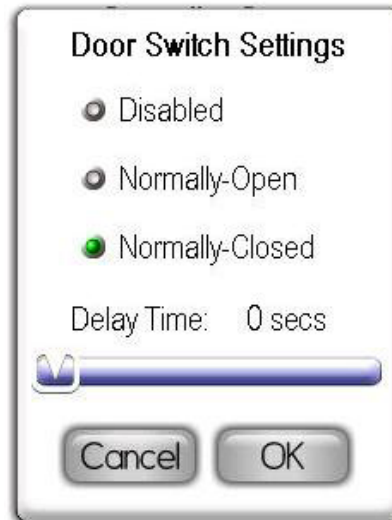 Door Switch Settings
Disabled
Normally-Open
Normally-Closed
Delay Time: 0 secs
Cancel OK